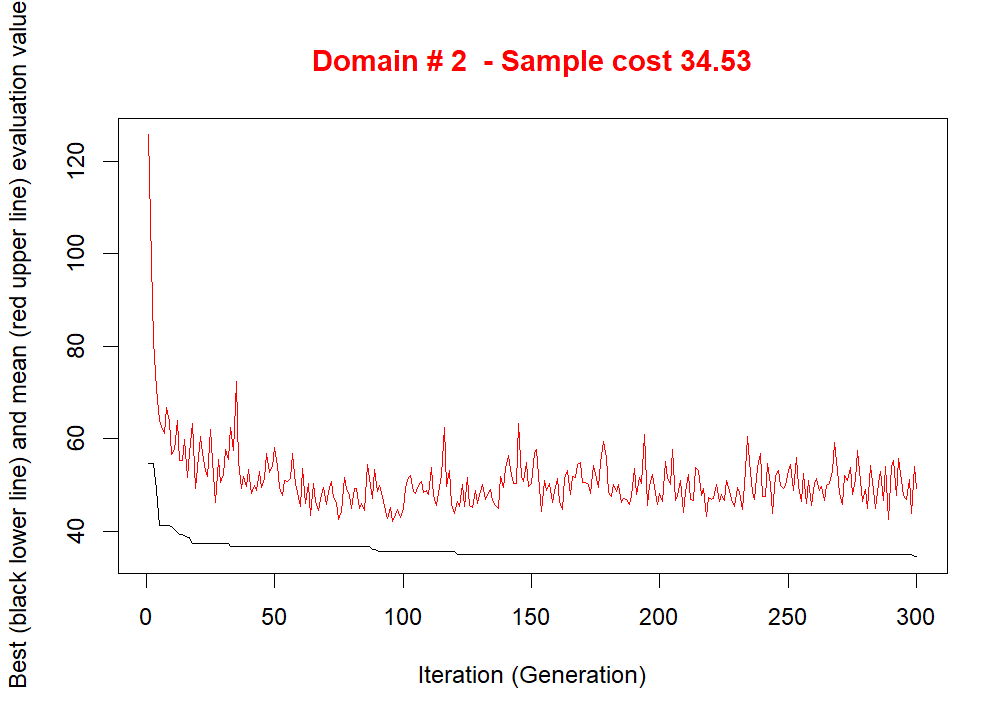 Domain # 2  - Sample cost 34.53
Best (black lower line) and mean (red upper line) evaluation value
120
100
80
60
40
0 50 100 150 200 250 300
Iteration (Generation)